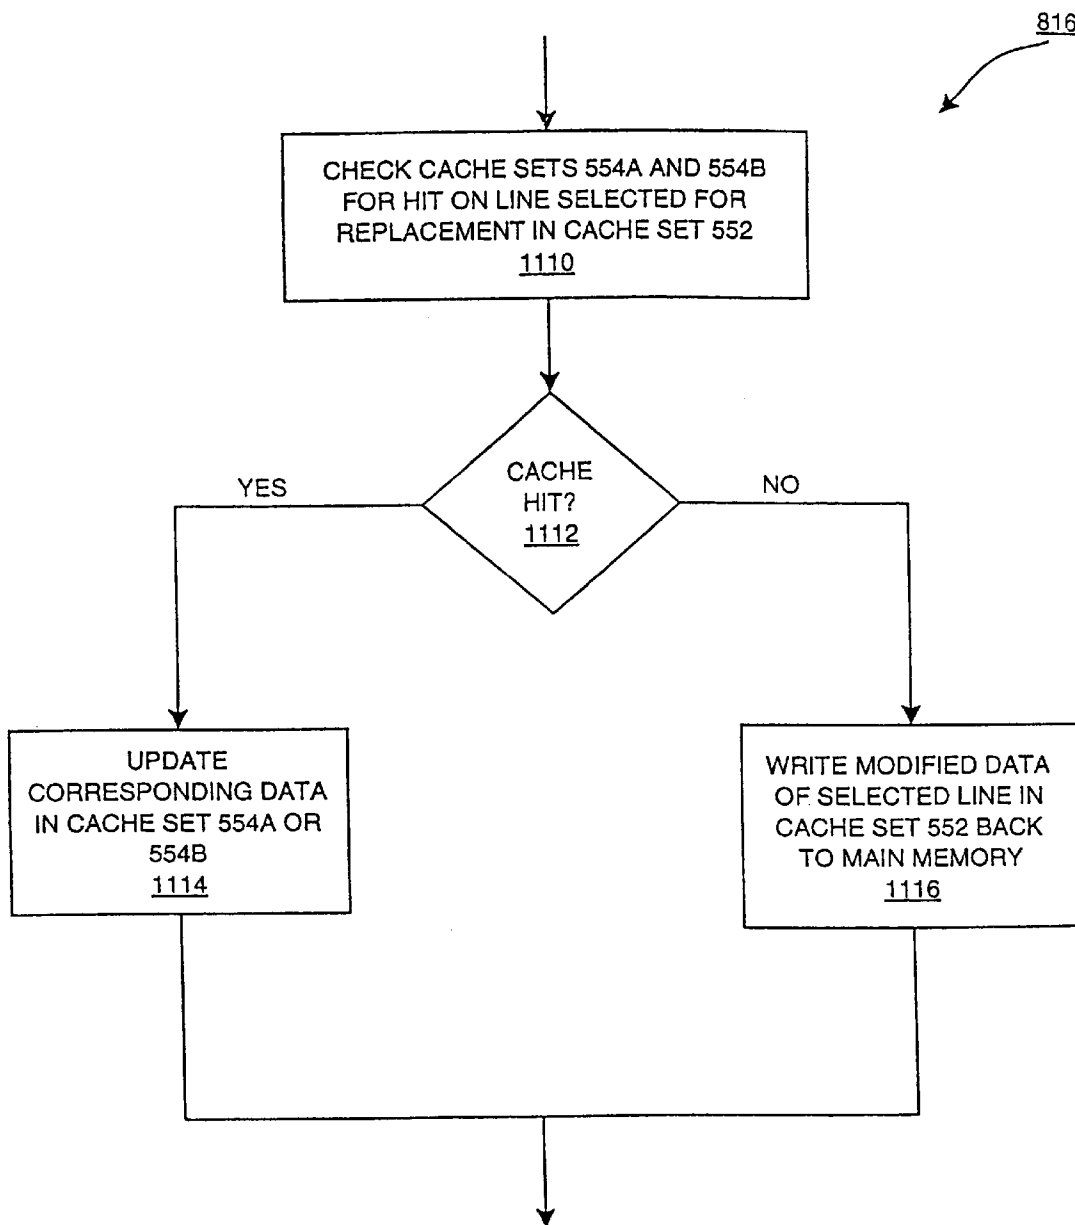 816
CHECK CACHE SETS 554A AND 554B
FOR HIT ON LINE SELECTED FOR
REPLACEMENT IN CACHE SET 552
1110
CACHE
HIT?
1112
YES
NO
UPDATE
CORRESPONDING DATA
IN CACHE SET 554A OR
554B
1114
WRITE MODIFIED DATA
OF SELECTED LINE IN
CACHE SET 552 BACK
TO MAIN MEMORY
1116